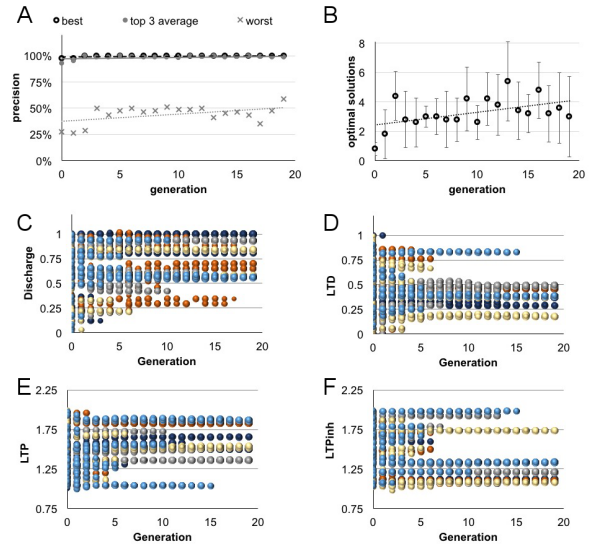 A
best
top 3 average
worst
100%
75%
50%
25%
0%
precision
0 5 10 15 20
generation
B
8
6
4
2
0
optimal solutions
0 5 10 15 20
generation
C
1
0.75
0.5
0.25
0
Discharge
0 5 10 15 20
Generation
D
1
0.75
0.5
0.25
0
LTD
0 5 10 15 20
Generation
E
2.25
1.75
1.25
0.75
LTP
0 5 10 15 20
Generation
F
2.25
1.75
1.25
0.75
LTPinh
0 5 10 15 20
Generation